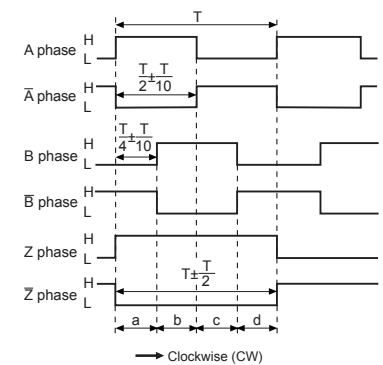 T
A phase H
L
A̅ phase H
L
T/2 ± T/10
T/4 ± T/10
B phase H
L
B̅ phase H
L
Z phase H
L
Z̅ phase H
L
T ± T/2
a b c d
Clockwise (CW)